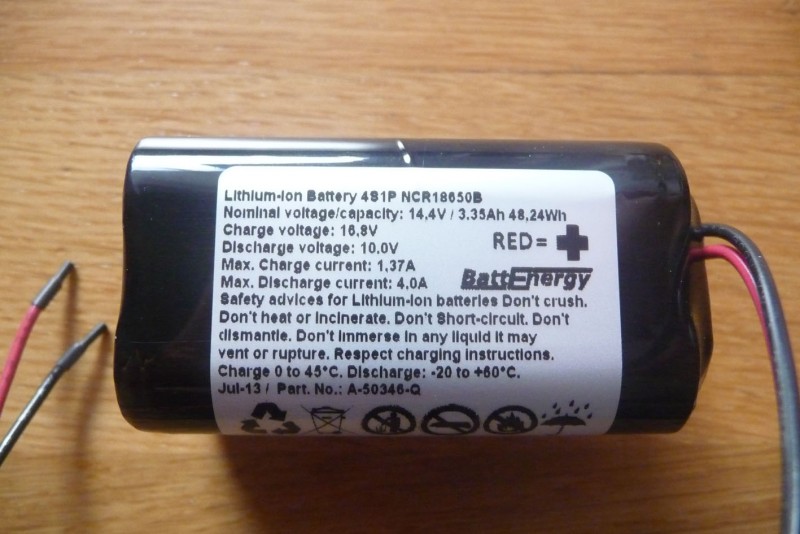 Lithium-Ion Battery 4S1P NCR18650B
Nominal voltage/capacity: 14,4V / 3.35Ah 48,24Wh
Charge voltage: 16,8V
Discharge voltage: 10,0V
RED= +
Max. Charge current: 1,37A
Max. Discharge current: 4,0A
BattEnergy
Safety advices for Lithium-Ion batteries Don't crush.
Don't heat or incinerate. Don't Short-circuit. Don't
dismantle. Don't immerse in any liquid it may
vent or rupture. Respect charging instructions.
Charge 0 to 45°C. Discharge: -20 to +60°C.
Jul-13 / Part. No.: A-50346-Q